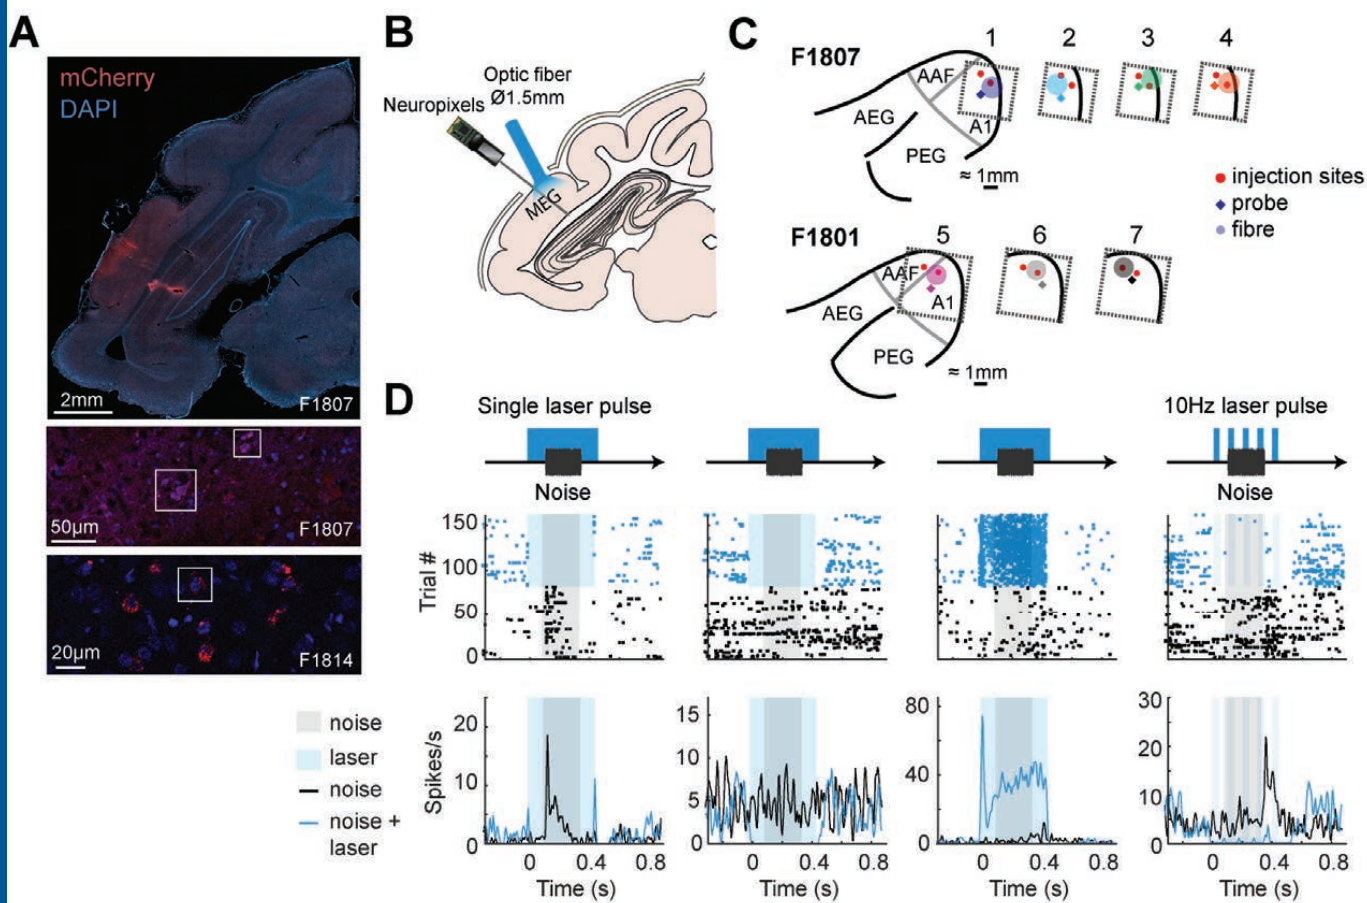 A
mCherry
DAPI
2mm
F1807
50µm
F1807
20µm
F1814
B
Optic fiber
Ø1.5mm
Neuropixels
MEG
C
F1807
1
2
3
4
AAF
AEG
A1
PEG
≈ 1mm
injection sites
probe
fibre
F1801
5
6
7
AAF
A1
AEG
PEG
≈ 1mm
D
Single laser pulse
10Hz laser pulse
Noise
Noise
Trial #
150
100
50
0
noise
laser
noise
noise +
laser
Spikes/s
20
10
0
15
10
5
0
80
40
0
30
20
15
10
0
0 0.4 0.8
0 0.4 0.8
0 0.4 0.8
0 0.4 0.8
Time (s)
Time (s)
Time (s)
Time (s)